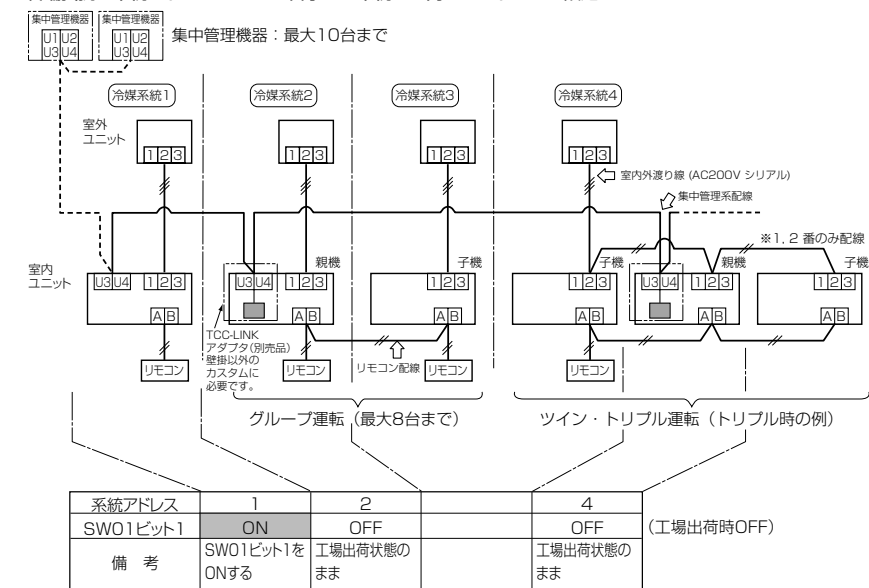 集中管理機器 集中管理機器
U1 U2 U1 U2
U3 U4 U3 U4
集中管理機器：最大10台まで
冷媒系統1 冷媒系統2 冷媒系統3 冷媒系統4
室外
ユニット
1 2 3 1 2 3 1 2 3 1 2 3
室内外渡り線 (AC200V シリアル)
集中管理系配線
※1, 2 番のみ配線
室内
ユニット
親機 子機 子機 親機 子機
U3 U4 1 2 3 U3 U4 1 2 3 1 2 3 1 2 3 U3 U4 1 2 3 1 2 3
A B A B A B A B A B A B
TCC-LINK
アダプタ(別売品)
壁掛以外の
カスタムに
必要です。
リモコン リモコン リモコン配線 リモコン リモコン
グループ運転（最大8台まで） ツイン・トリプル運転（トリプル時の例）
系統アドレス 1 2 4
SW01ビット1 ON OFF OFF (工場出荷時OFF)
備 考 SW01ビット1を 工場出荷状態の 工場出荷状態の
ONする まま まま